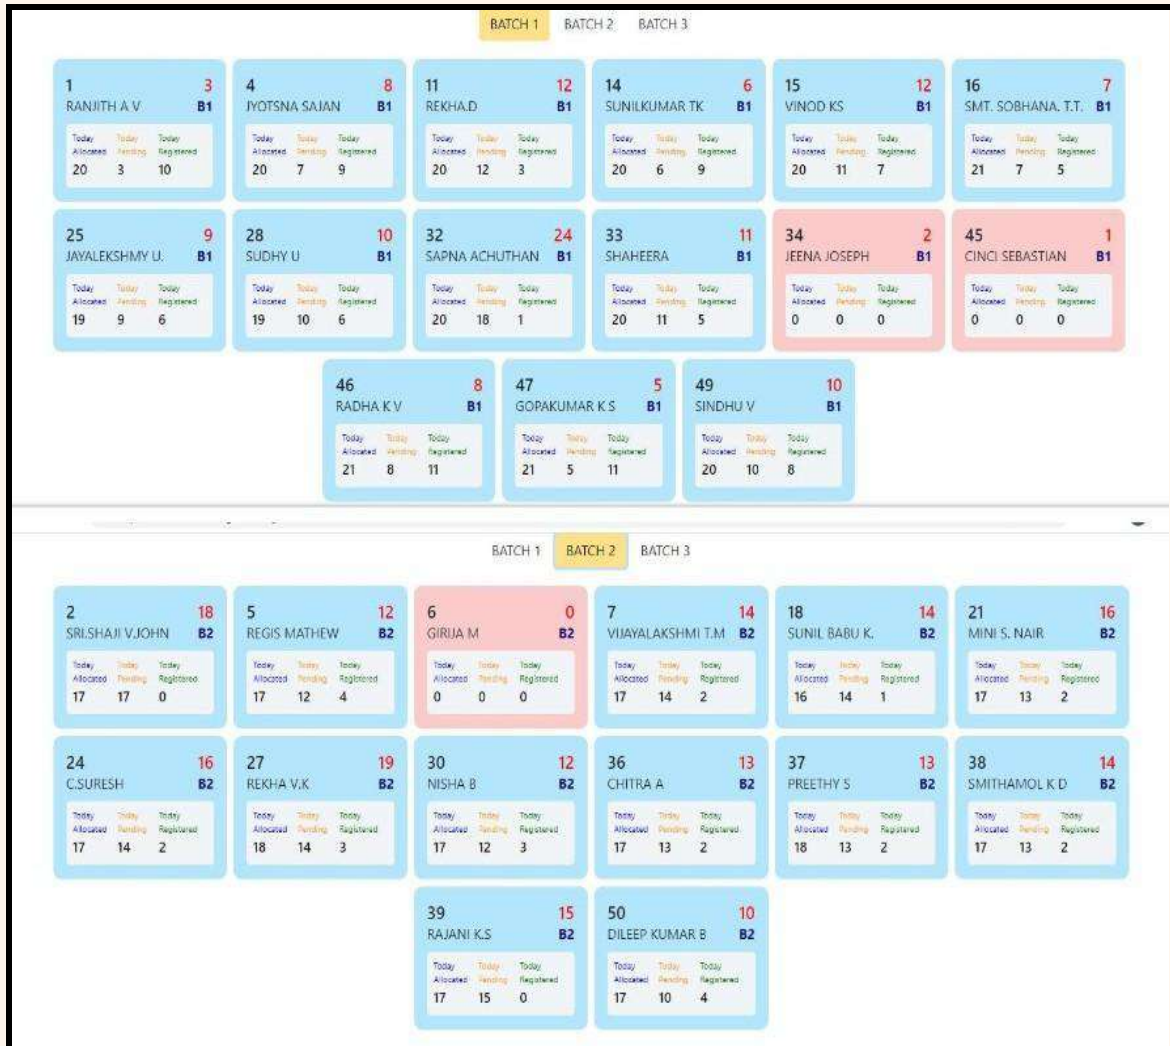 BATCH 1 BATCH 2 BATCH 3
1 3 4 8 11 12 14 6 15 12 16 7
RANJITH A V B1 JYOTSNA SAJAN B1 REKHA.D B1 SUNILKUMAR TK B1 VINOD KS B1 SMT. SOBHANA. T.T. B1
Today Today Today Today Today Today Today Today Today Today Today Today Today Today Today Today Today Today
Allocated Pending Registered Allocated Pending Registered Allocated Pending Registered Allocated Pending Registered Allocated Pending Registered Allocated Pending Registered
20 3 10 20 7 9 20 12 3 20 6 9 20 11 7 21 7 5
25 9 28 10 32 24 33 11 34 2 45 1
JAYALEKSHMY U. B1 SUDHY U B1 SAPNA ACHUTHAN B1 SHAHEERA B1 JEENA JOSEPH B1 CINCI SEBASTIAN B1
Today Today Today Today Today Today Today Today Today Today Today Today Today Today Today Today Today Today
Allocated Pending Registered Allocated Pending Registered Allocated Pending Registered Allocated Pending Registered Allocated Pending Registered Allocated Pending Registered
19 9 6 19 10 6 20 18 1 20 11 5 0 0 0 0 0 0
46 8 47 5 49 10
RADHA K V B1 GOPAKUMAR K S B1 SINDHU V B1
Today Today Today Today Today Today Today Today Today
Allocated Pending Registered Allocated Pending Registered Allocated Pending Registered
21 8 11 21 5 11 20 10 8
BATCH 1 BATCH 2 BATCH 3
2 18 5 12 6 0 7 14 18 14 21 16
SRI.SHAJI V.JOHN B2 REGIS MATHEW B2 GIRIJA M B2 VIJAYALAKSHMI T.M B2 SUNIL BABU K. B2 MINI S. NAIR B2
Today Today Today Today Today Today Today Today Today Today Today Today Today Today Today Today Today Today
Allocated Pending Registered Allocated Pending Registered Allocated Pending Registered Allocated Pending Registered Allocated Pending Registered Allocated Pending Registered
17 17 0 17 12 4 0 0 0 17 14 2 16 14 1 17 13 2
24 16 27 19 30 12 36 13 37 13 38 14
C.SURESH B2 REKHA V.K B2 NISHA B B2 CHITRA A B2 PREETHY S B2 SMITHAMOL K D B2
Today Today Today Today Today Today Today Today Today Today Today Today Today Today Today Today Today Today
Allocated Pending Registered Allocated Pending Registered Allocated Pending Registered Allocated Pending Registered Allocated Pending Registered Allocated Pending Registered
17 14 2 18 14 3 17 12 3 17 13 2 18 13 2 17 13 2
39 15 50 10
RAJANI K.S B2 DILEEP KUMAR B B2
Today Today Today Today Today Today
Allocated Pending Registered Allocated Pending Registered
17 15 0 17 10 4